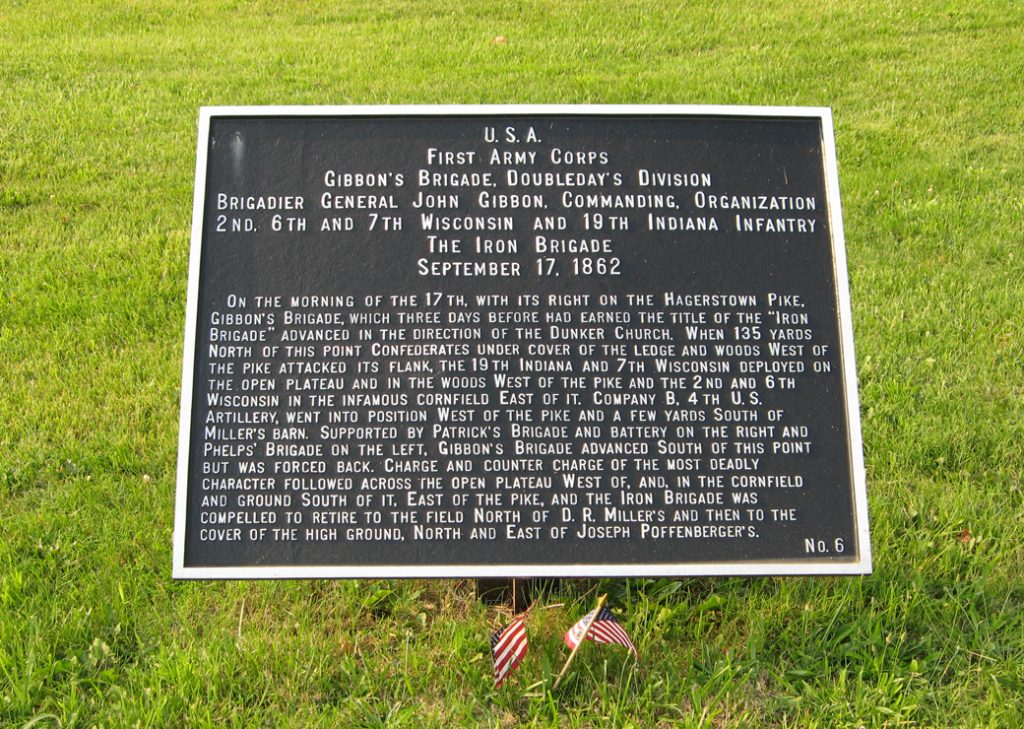 U. S. A.
First Army Corps
Gibbon's Brigade, Doubleday's Division
Brigadier General John Gibbon, Commanding, Organization
2nd, 6th and 7th Wisconsin and 19th Indiana Infantry
The Iron Brigade
September 17, 1862
On the morning of the 17th, with its right on the Hagerstown Pike,
Gibbon's Brigade, which three days before had earned the title of the "Iron
Brigade" advanced in the direction of the Dunker Church. When 135 yards
North of this point Confederates under cover of the ledge and woods West of
the pike attacked its flank, the 19th Indiana and 7th Wisconsin deployed on
the open plateau and in the woods West of the pike and the 2nd and 6th
Wisconsin in the infamous cornfield East of it. Company B, 4th U.S.
Artillery, went into position West of the pike and a few yards South of
Miller's barn. Supported by Patrick's Brigade and battery on the right and
Phelps' Brigade on the left, Gibbon's Brigade advanced South of this point
but was forced back. Charge and counter charge of the most deadly
character followed across the open plateau West of, and, in the cornfield
and ground South of it, East of the pike, and the Iron Brigade was
compelled to retire to the field North of D. R. Miller's and then to the
cover of the high ground, North and East of Joseph Poffenberger's.
No. 6